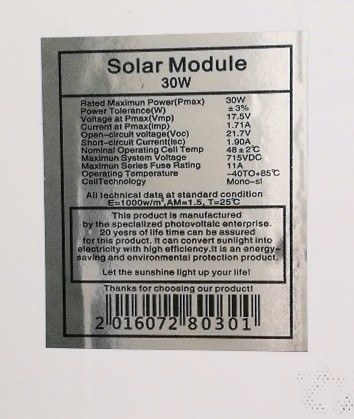 Solar Module
30W
Rated Maximun Power(Pmax) 30W
Power Tolerance(W) ±3%
Voltage at Pmax(Vmp) 17.5V
Current at Pmax(Imp) 1.71A
Open-circuit voltage(Voc) 21.7V
Short-circuit Current(Isc) 1.90A
Nominal Operating Cell Temp 48±2℃
Maximun System Voltage 715VDC
Maximun Series Fuse Rating 11A
Operating Temperature -40TO+85℃
CellTechnology Mono-si
All technical data at standard condition
E=1000w/m²,AM=1.5, T=25℃
This product is manufactured
by the specialized photovoltaic enterprise.
20 years of life time can be assured
for this product. It can convert sunlight into
electricity with high efficiency.It is an energy-
saving and environmental protection product.
Let the sunshine light up your life!
Thanks for choosing our product!
2 016072 80301